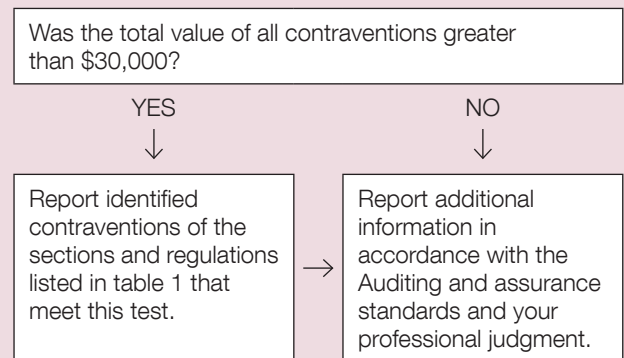 Was the total value of all contraventions greater
than $30,000?
YES
NO
Report identified
contraventions of the
sections and regulations
listed in table 1 that
meet this test.
Report additional
information in
accordance with the
Auditing and assurance
standards and your
professional judgment.